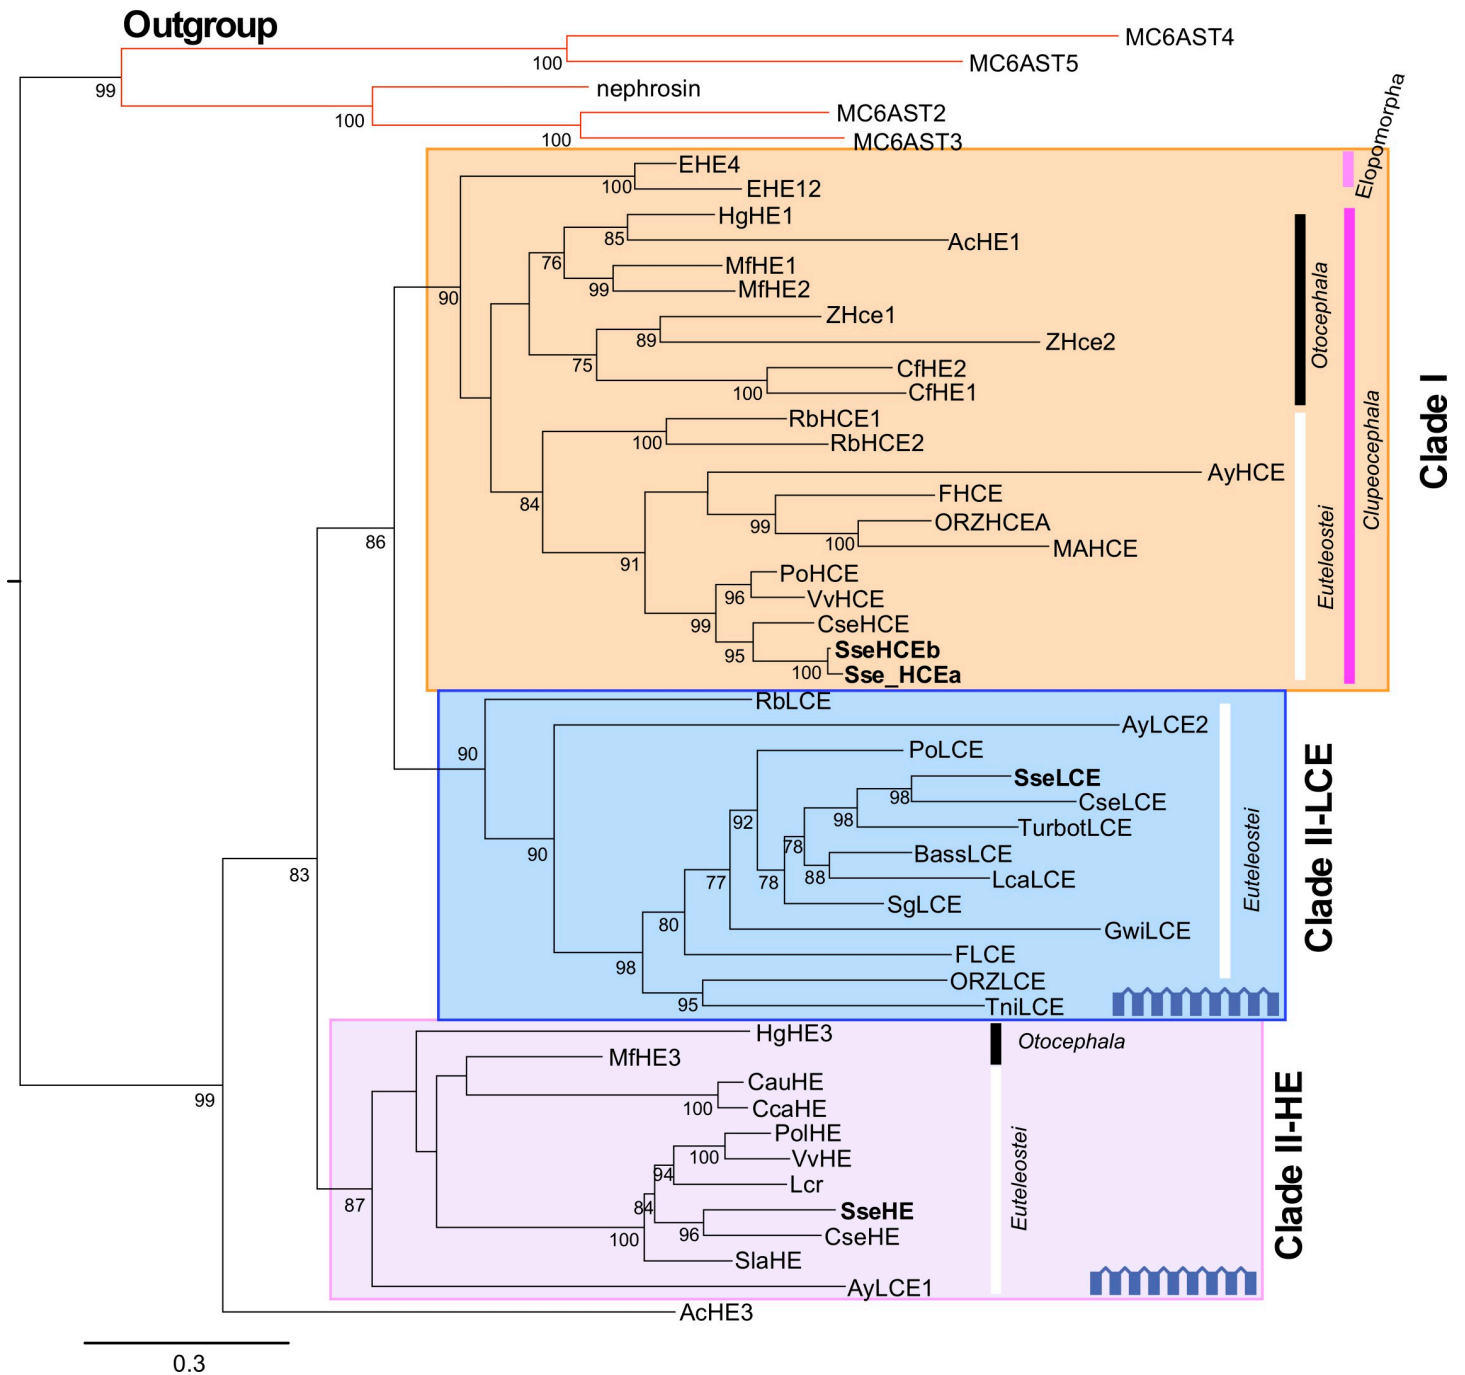 Outgroup
MC6AST4
100
MC6AST5
99
nephrosin
100
MC6AST2
100
MC6AST3
Elopomorpha
EHE4
100
EHE12
HgHE1
85
AcHE1
76
MfHE1
99
MfHE2
90
ZHce1
89
ZHce2
75
CfHE2
100
CfHE1
Otocephala
RbHCE1
100
RbHCE2
Clupeocephala
Clade I
AyHCE
84
FHCE
99
ORZHCEA
100
MAHCE
86
91
Euteleostei
PoHCE
96
VvHCE
99
CseHCE
95
SseHCEb
100
Sse_HCEa
RbLCE
90
AyLCE2
PoLCE
SseLCE
98
CseLCE
92
98
TurbotLCE
78
90
BassLCE
88
LcaLCE
83
77
78
SgLCE
80
GwiLCE
FLCE
98
ORZLCE
95
TniLCE
Euteleostei
Clade II-LCE
HgHE3
Otocephala
MfHE3
CauHE
99
100
CcaHE
PolHE
100
VvHE
94
Lcr
87
84
SseHE
96
CseHE
100
SlaHE
AyLCE1
Euteleostei
Clade II-HE
AcHE3
0.3